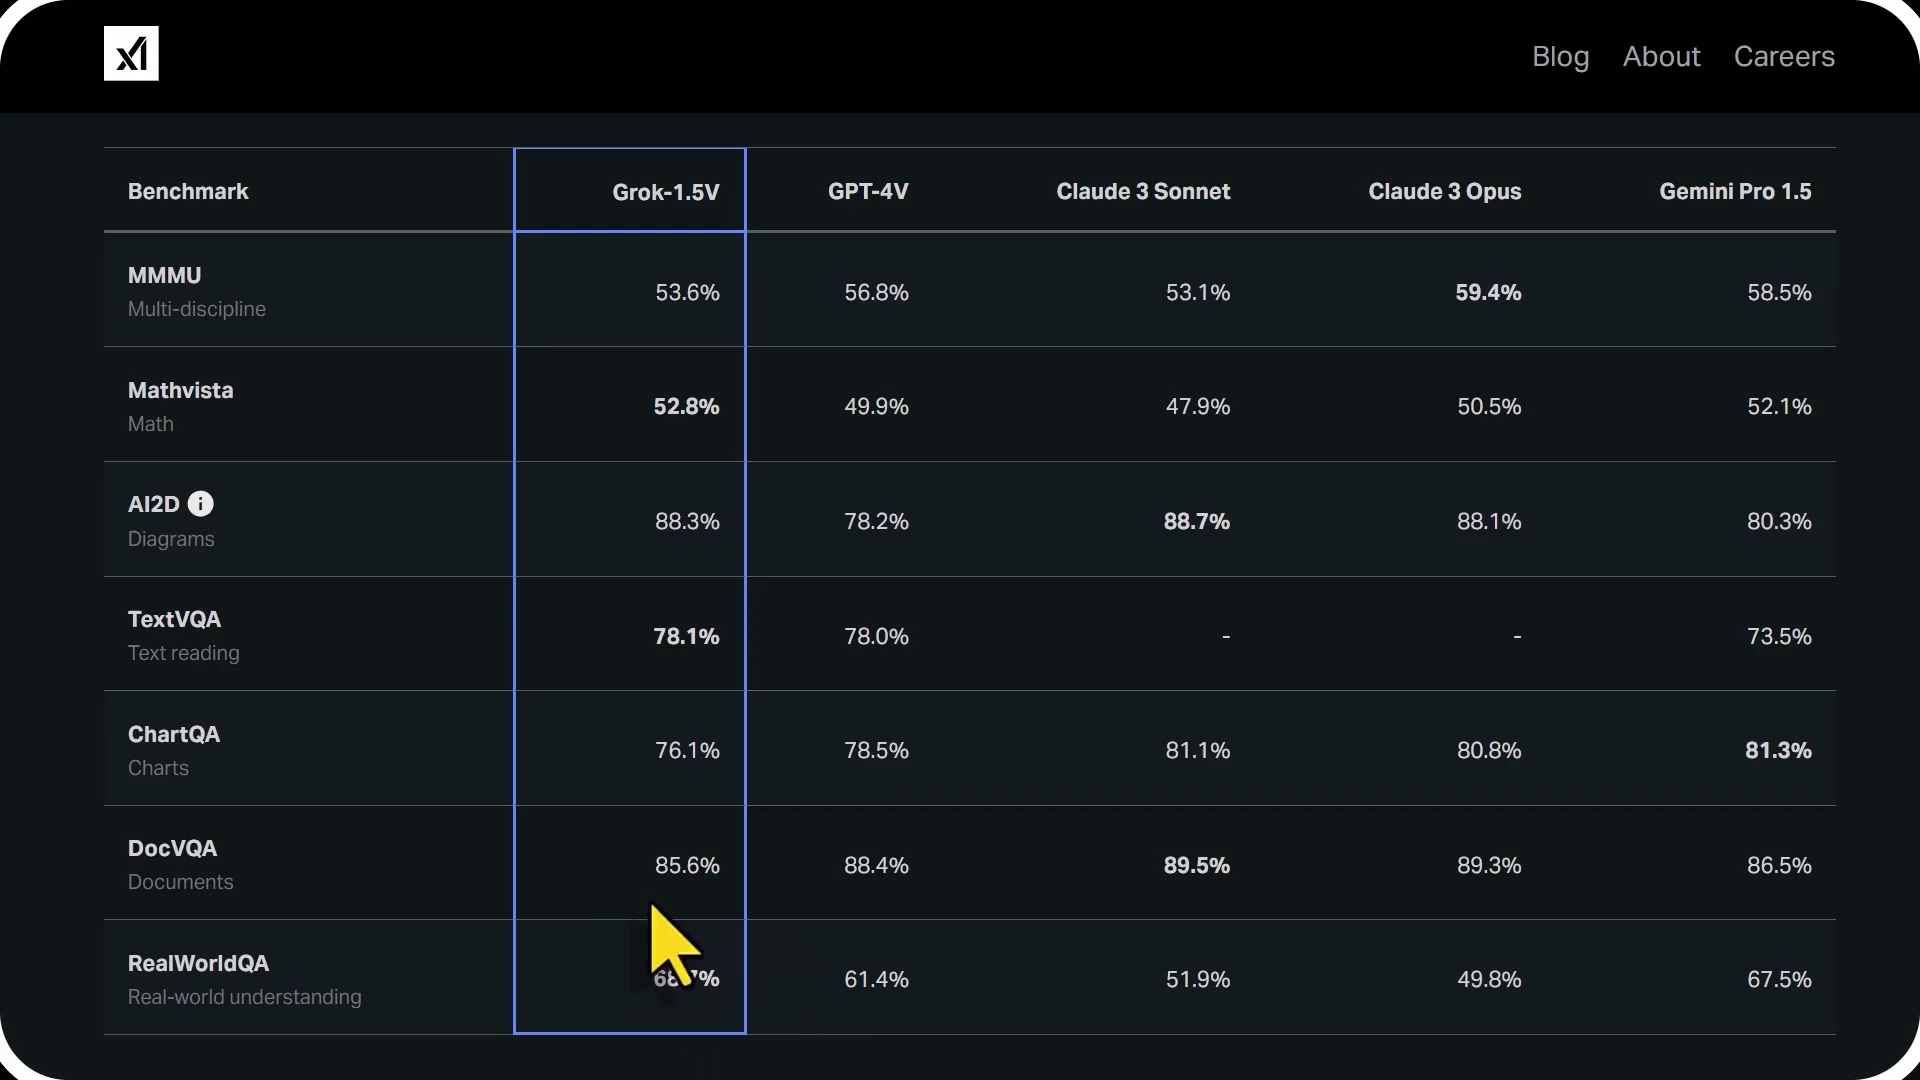 xI
Blog About Careers
Benchmark Grok-1.5V GPT-4V Claude 3 Sonnet Claude 3 Opus Gemini Pro 1.5
MMMU
Multi-discipline
53.6% 56.8% 53.1% 59.4% 58.5%
Mathvista
Math
52.8% 49.9% 47.9% 50.5% 52.1%
AI2D i
Diagrams
88.3% 78.2% 88.7% 88.1% 80.3%
TextVQA
Text reading
78.1% 78.0% - - 73.5%
ChartQA
Charts
76.1% 78.5% 81.1% 80.8% 81.3%
DocVQA
Documents
85.6% 88.4% 89.5% 89.3% 86.5%
RealWorldQA
Real-world understanding
61.4% 51.9% 49.8% 67.5%